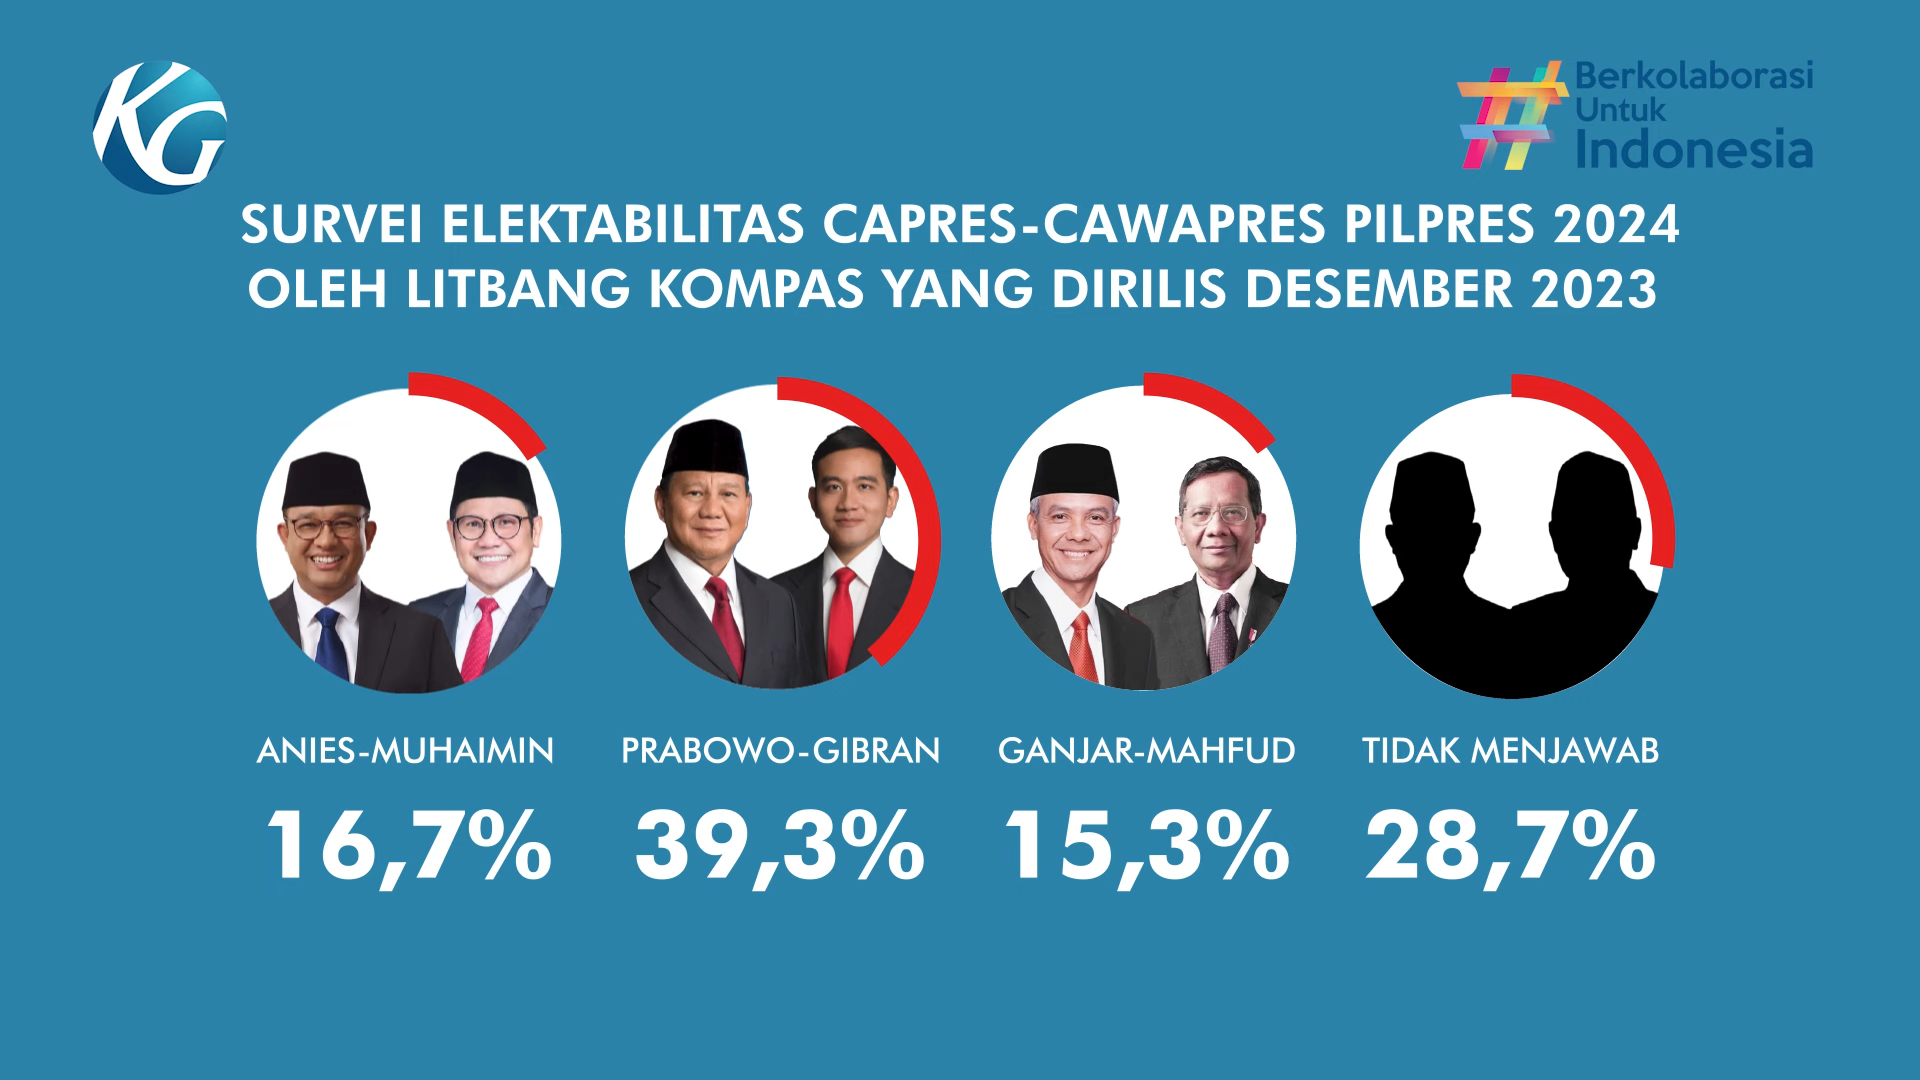 KG
Berkolaborasi
Untuk
Indonesia
SURVEI ELEKTABILITAS CAPRES-CAWAPRES PILPRES 2024
OLEH LITBANG KOMPAS YANG DIRILIS DESEMBER 2023
ANIES-MUHAIMIN
PRABOWO-GIBRAN
GANJAR-MAHFUD
TIDAK MENJAWAB
16,7%
39,3%
15,3%
28,7%